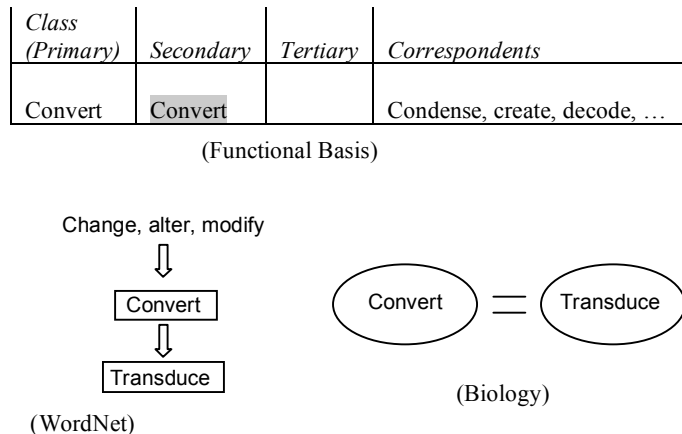 Class
(Primary) Secondary Tertiary Correspondents
Convert Convert Condense, create, decode, …
(Functional Basis)
Change, alter, modify
Convert
Transduce
(WordNet)
Convert = Transduce
(Biology)